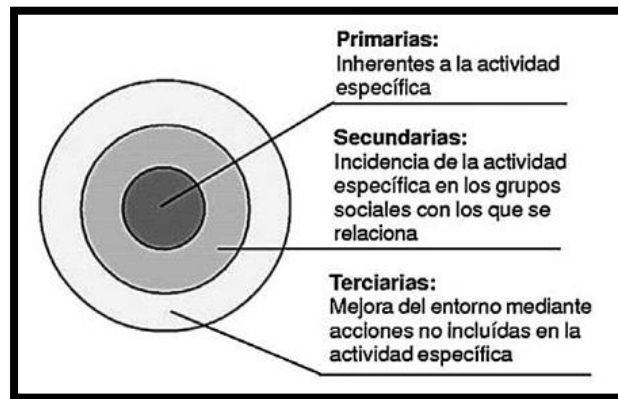 Primarias:
Inherentes a la actividad
específica
Secundarias:
Incidencia de la actividad
específica en los grupos
sociales con los que se
relaciona
Terciarias:
Mejora del entorno mediante
acciones no incluídas en la
actividad específica